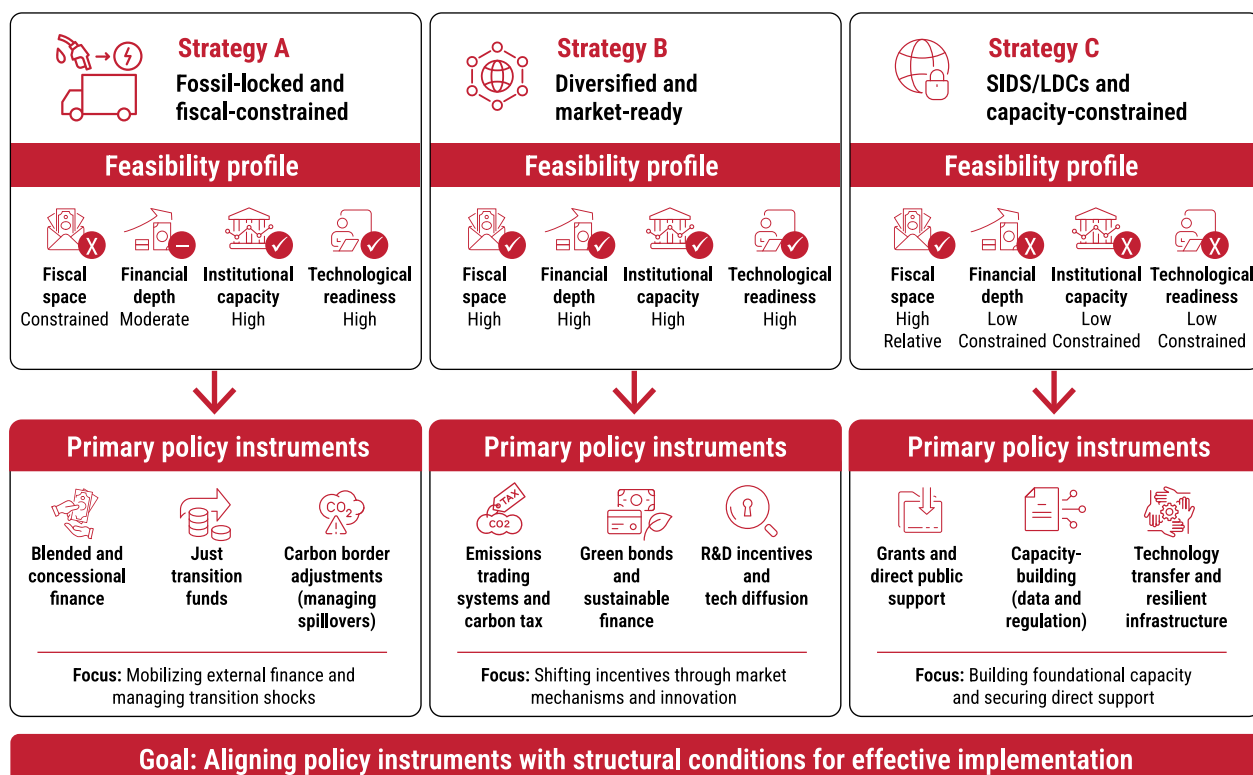 Strategy A
Fossil-locked and
fiscal-constrained
Feasibility profile
X
Fiscal
space
Constrained
Financial
depth
Moderate
Institutional
capacity
High
Technological
readiness
High
Primary policy instruments
Blended and
concessional
finance
Just
transition
funds
CO2
Carbon border
adjustments
(managing
spillovers)
Focus: Mobilizing external finance and
managing transition shocks
Strategy B
Diversified and
market-ready
Feasibility profile
Fiscal
space
High
Financial
depth
High
Institutional
capacity
High
Technological
readiness
High
Primary policy instruments
TAX
CO2
Emissions
trading
systems and
carbon tax
Green bonds
and
sustainable
finance
R&D incentives
and
tech diffusion
Focus: Shifting incentives through market
mechanisms and innovation
Strategy C
SIDS/LDCs and
capacity-constrained
Feasibility profile
Fiscal
space
High
Relative
X
Financial
depth
Low
Constrained
X
Institutional
capacity
Low
Constrained
X
Technological
readiness
Low
Constrained
Primary policy instruments
Grants and
direct public
support
Capacity-
building
(data and
regulation)
Technology
transfer and
resilient
infrastructure
Focus: Building foundational capacity
and securing direct support
Goal: Aligning policy instruments with structural conditions for effective implementation